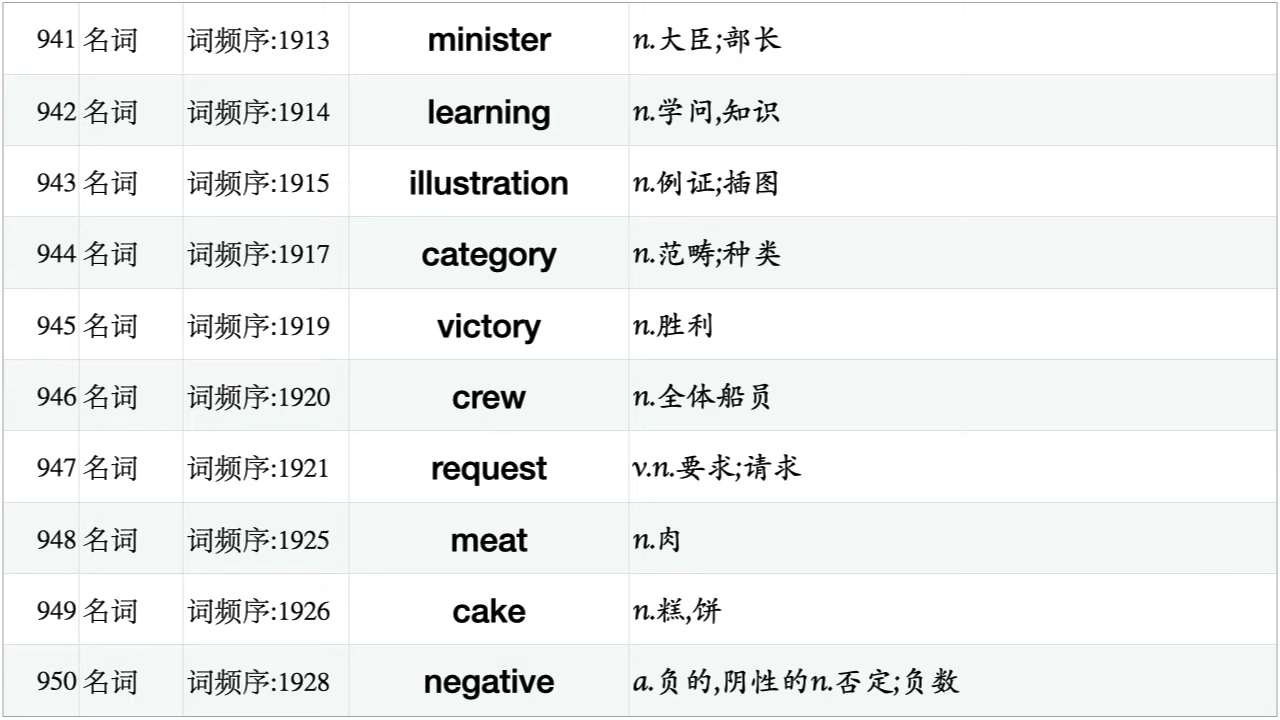 941 名词 词频序:1913 minister n.大臣;部长
942 名词 词频序:1914 learning n.学问,知识
943 名词 词频序:1915 illustration n.例证;插图
944 名词 词频序:1917 category n.范畴;种类
945 名词 词频序:1919 victory n.胜利
946 名词 词频序:1920 crew n.全体船员
947 名词 词频序:1921 request v.n.要求;请求
948 名词 词频序:1925 meat n.肉
949 名词 词频序:1926 cake n.糕,饼
950 名词 词频序:1928 negative a.负的,阴性的n.否定;负数